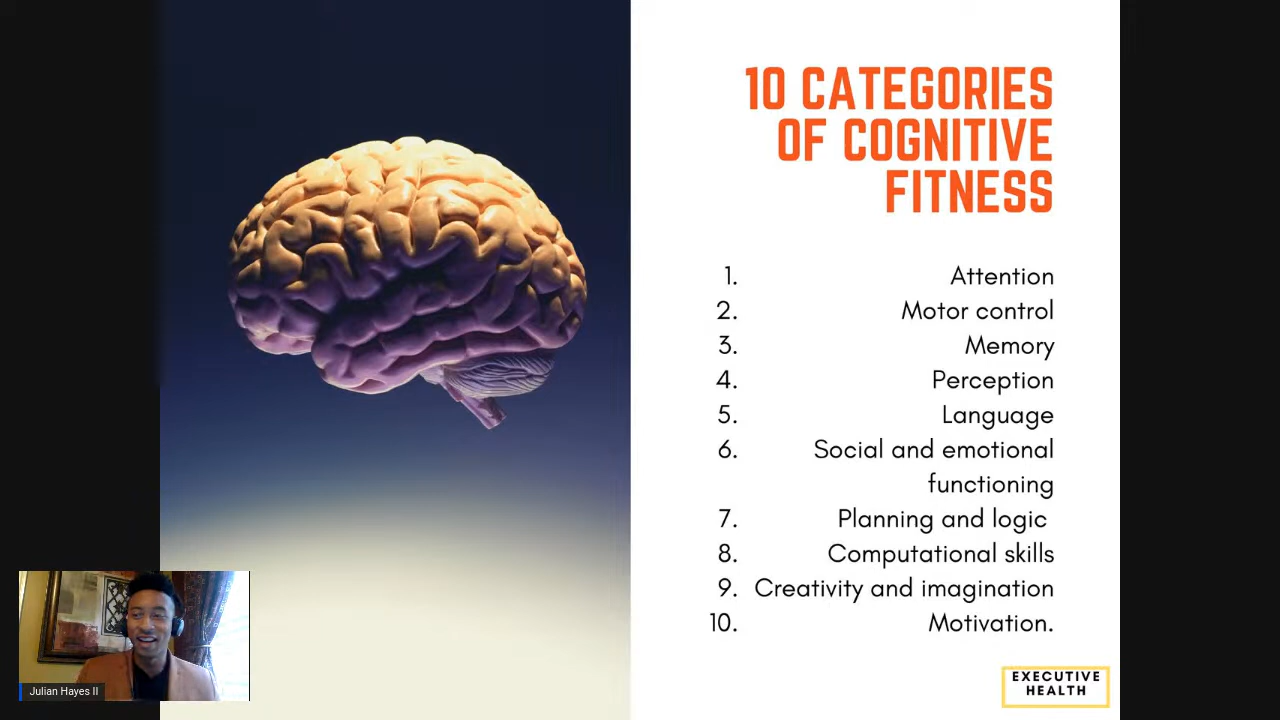 10 CATEGORIES
OF COGNITIVE
FITNESS
1. Attention
2. Motor control
3. Memory
4. Perception
5. Language
6. Social and emotional
functioning
7. Planning and logic
8. Computational skills
9. Creativity and imagination
10. Motivation.
EXECUTIVE
HEALTH
Julian Hayes II